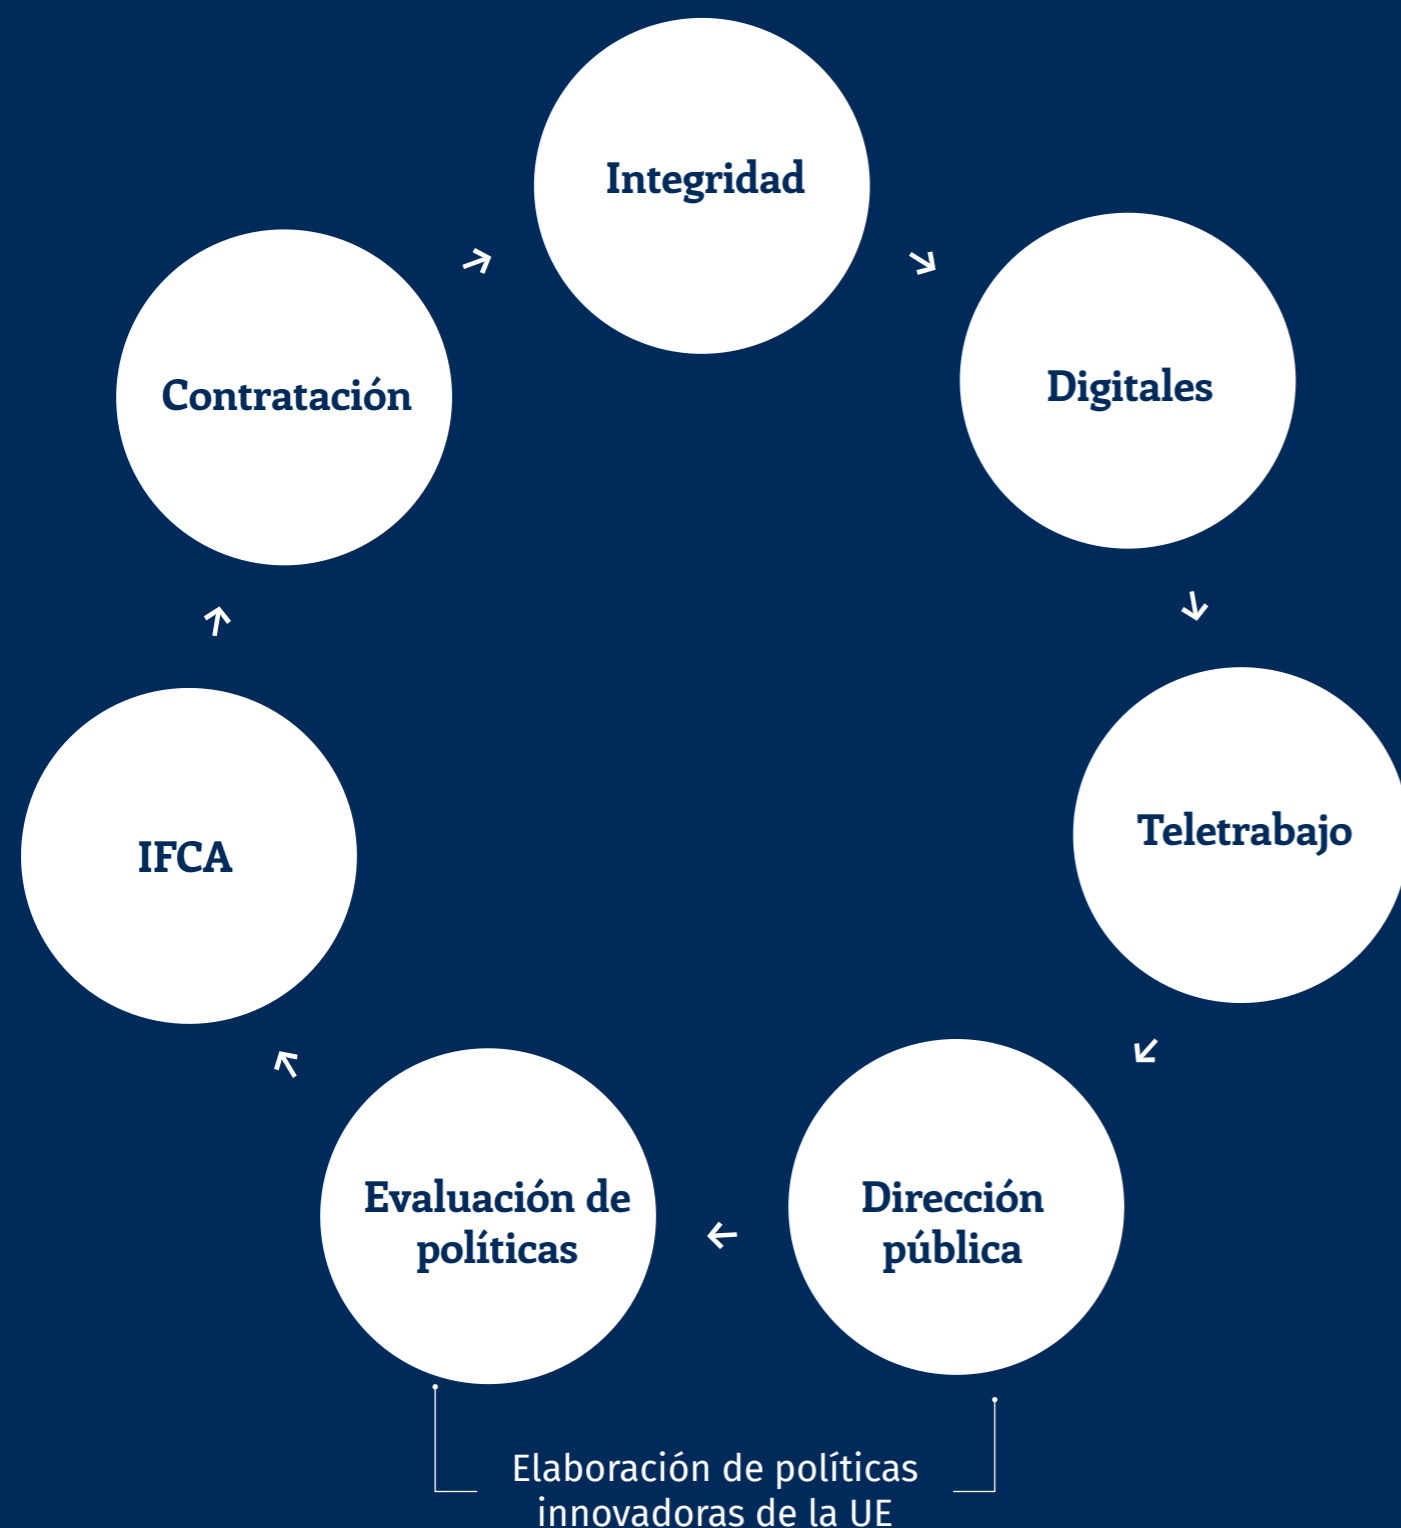 Integridad
Digitales
Contratación
Teletrabajo
IFCA
Evaluación de
políticas
Dirección
pública
Elaboración de políticas
innovadoras de la UE